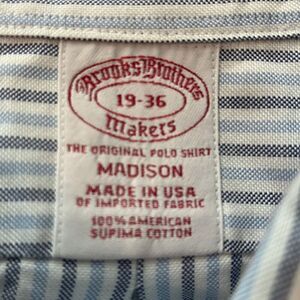 Brooks Brothers
19-36
Makers
THE ORIGINAL POLO SHIRT
MADISON
MADE IN USA
OF IMPORTED FABRIC
100% AMERICAN
SUPIMA COTTON